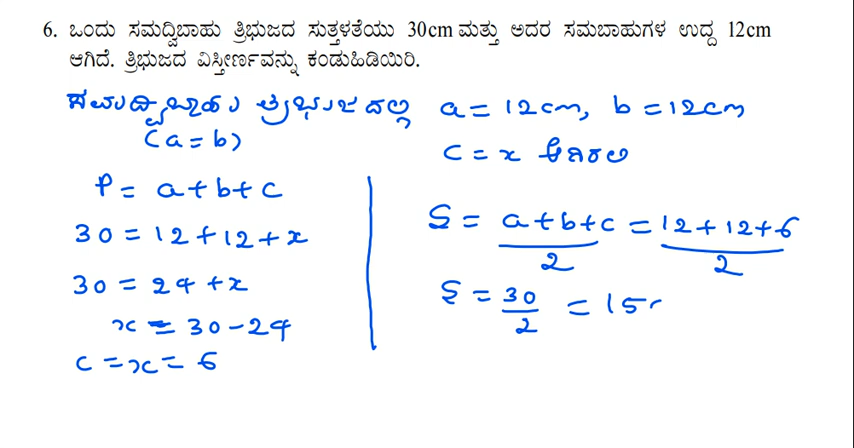 6. ಒಂದು ಸಮದ್ವಿಬಾಹು ತ್ರಿಭುಜದ ಸುತ್ತಳತೆಯು 30cm ಮತ್ತು ಅದರ ಸಮಬಾಹುಗಳ ಉದ್ದ 12cm
ಆಗಿದೆ. ತ್ರಿಭುಜದ ವಿಸ್ತೀರ್ಣವನ್ನು ಕಂಡುಹಿಡಿಯಿರಿ.
ಸಮದ್ವಿಬಾಹು ತ್ರಿಭುಜದಲ್ಲಿ a = 12cm, b = 12cm
(a = b)
c = x ಆಗಿರಲಿ
P = a + b + c
30 = 12 + 12 + x
30 = 24 + x
x = 30 - 24
c = x = 6
S = a + b + c / 2 = 12 + 12 + 6 / 2
S = 30 / 2 = 15